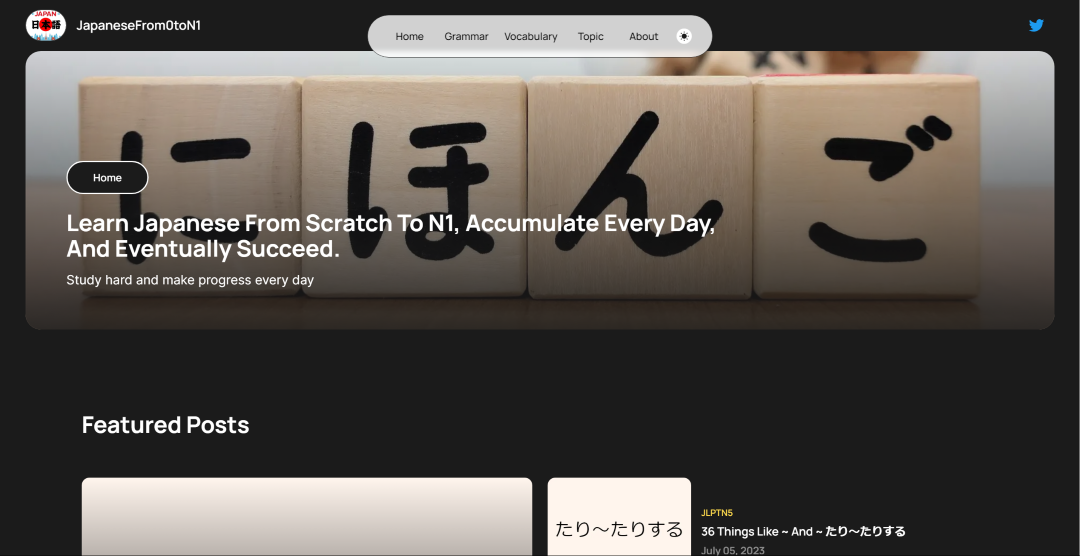 JAPAN
日本語
JapaneseFrom0toN1
Home
Grammar
Vocabulary
Topic
About
にほんご
Home
Learn Japanese From Scratch To N1, Accumulate Every Day,
And Eventually Succeed.
Study hard and make progress every day
Featured Posts
たり〜たりする
JLPTN5
36 Things Like ~ And ~ たり〜たりする
July 05, 2023